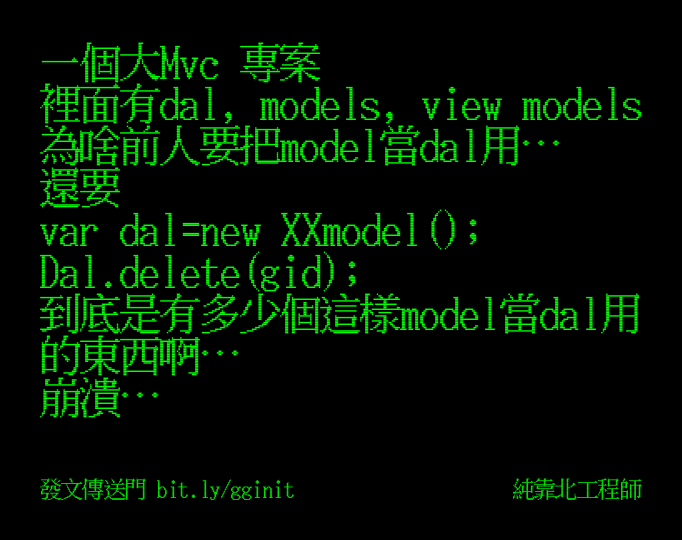 一個大Mvc 專案
裡面有dal, models, view models
為啥前人要把model當dal用…
還要
var dal=new XXmodel();
Dal.delete(gid);
到底是有多少個這樣model當dal用
的東西啊…
崩潰…
發文傳送門 bit.ly/gginit
純靠北工程師